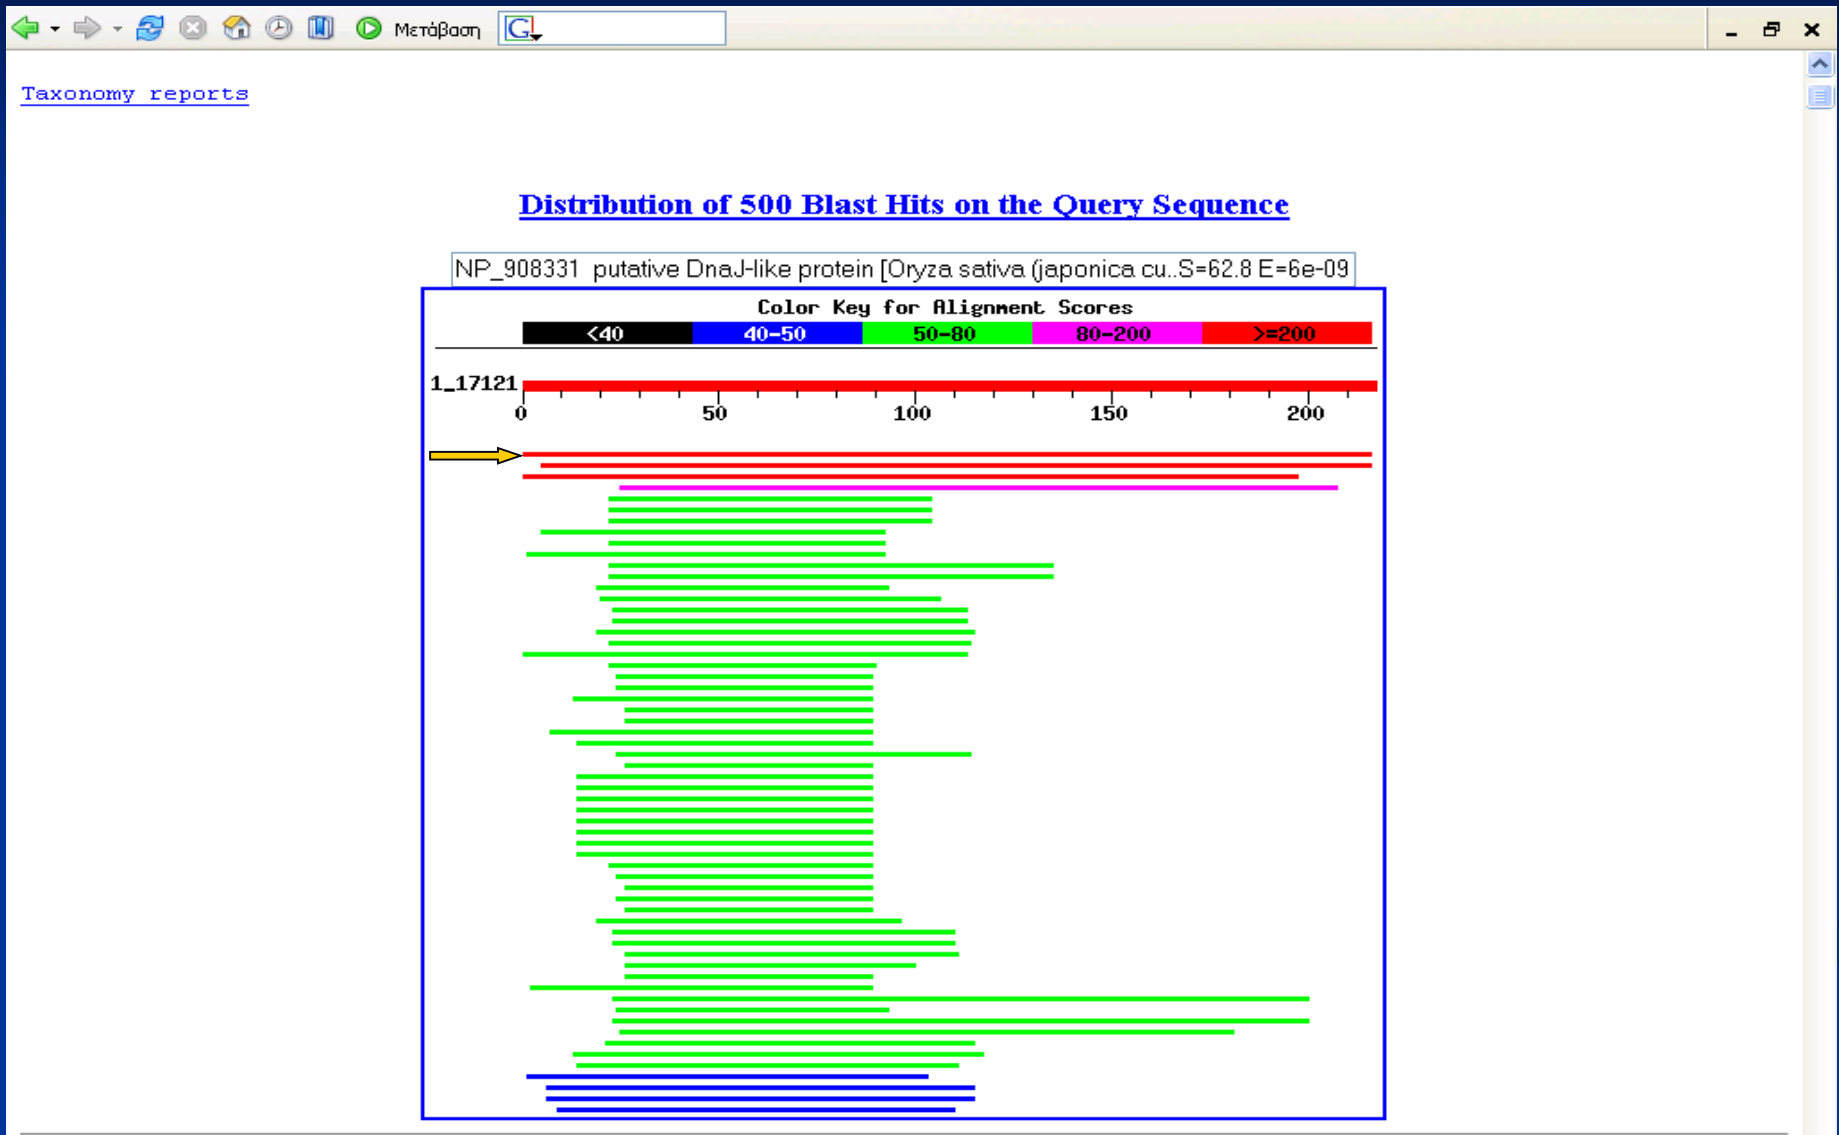 Μετάβαση
G
Taxonomy reports
Distribution of 500 Blast Hits on the Query Sequence
NP_908331 putative DnaJ-like protein [Oryza sativa (japonica cu..S=62.8 E=6e-09
Color Key for Alignment Scores
<40 40-50 50-80 80-200 >=200
1_17121
0 50 100 150 200